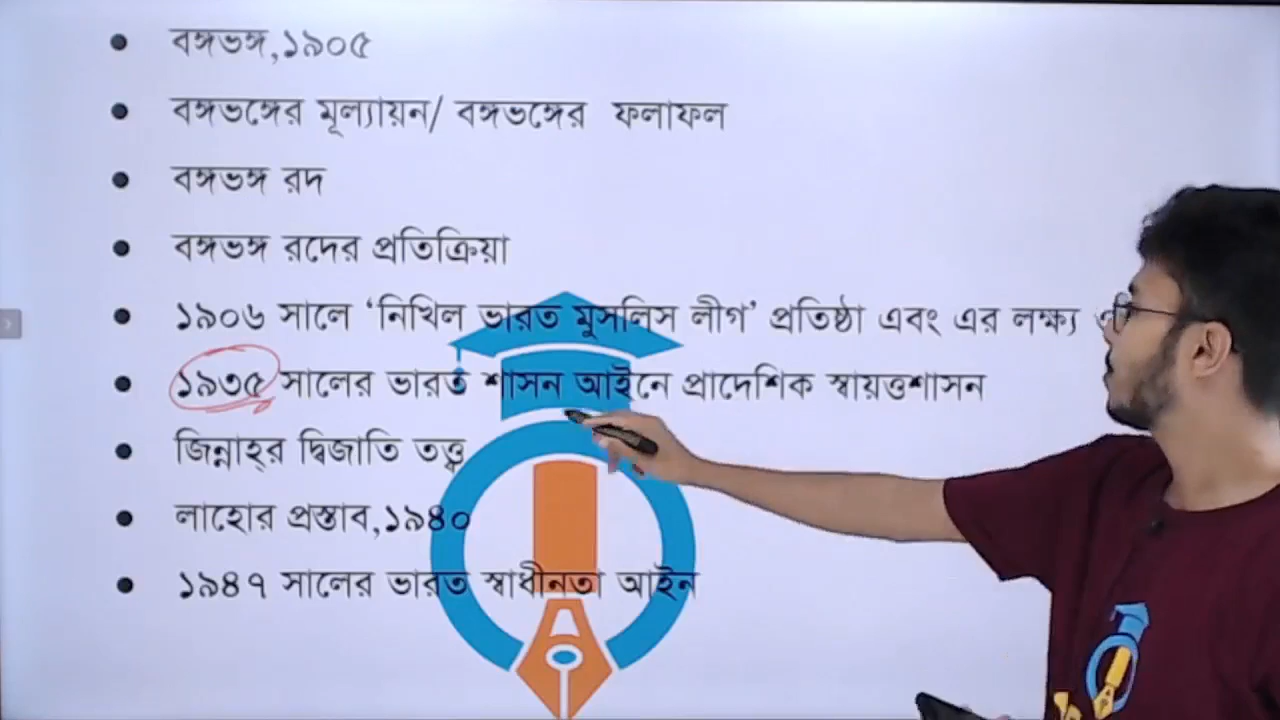 বঙ্গভঙ্গ,১৯০৫
বঙ্গভঙ্গের মূল্যায়ন/ বঙ্গভঙ্গের ফলাফল
বঙ্গভঙ্গ রদ
বঙ্গভঙ্গ রদের প্রতিক্রিয়া
১৯০৬ সালে ‘নিখিল ভারত মুসলিস লীগ’ প্রতিষ্ঠা এবং এর লক্ষ্য
১৯৩৫ সালের ভারত শাসন আইনে প্রাদেশিক স্বায়ত্তশাসন
জিন্নাহ্‌র দ্বিজাতি তত্ত্ব
লাহোর প্রস্তাব,১৯৪০
১৯৪৭ সালের ভারত স্বাধীনতা আইন